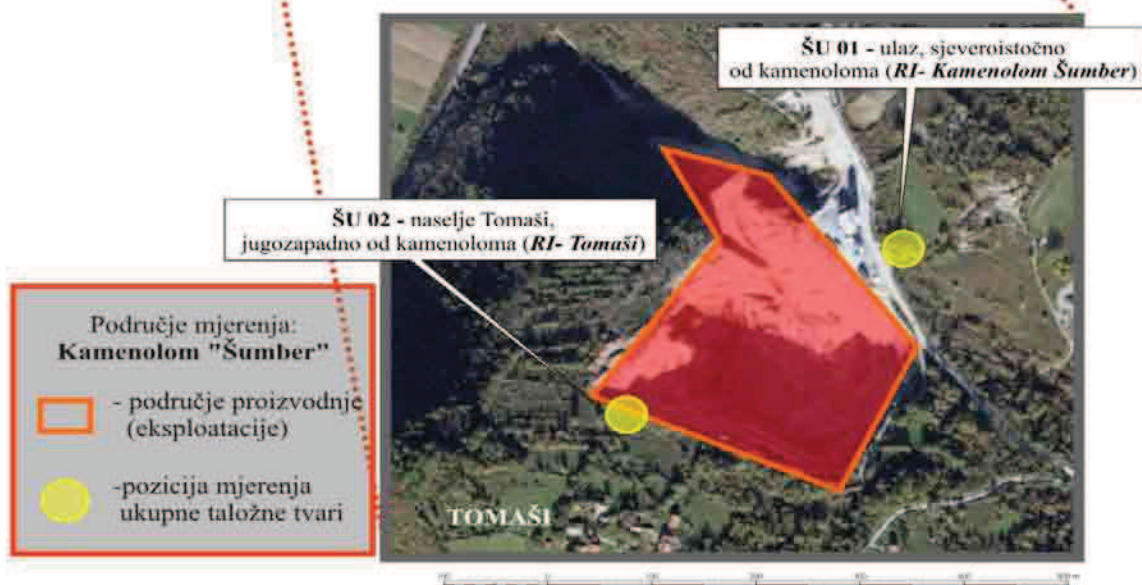 ŠU 01 - ulaz, sjeveroistočno
od kamenoloma (RI- Kamenolom Šumber)
ŠU 02 - naselje Tomaši,
jugozapadno od kamenoloma (RI- Tomaši)
Područje mjerenja:
Kamenolom "Šumber"
- područje proizvodnje
(eksploatacije)
-pozicija mjerenja
ukupne taložne tvari
TOMAŠI